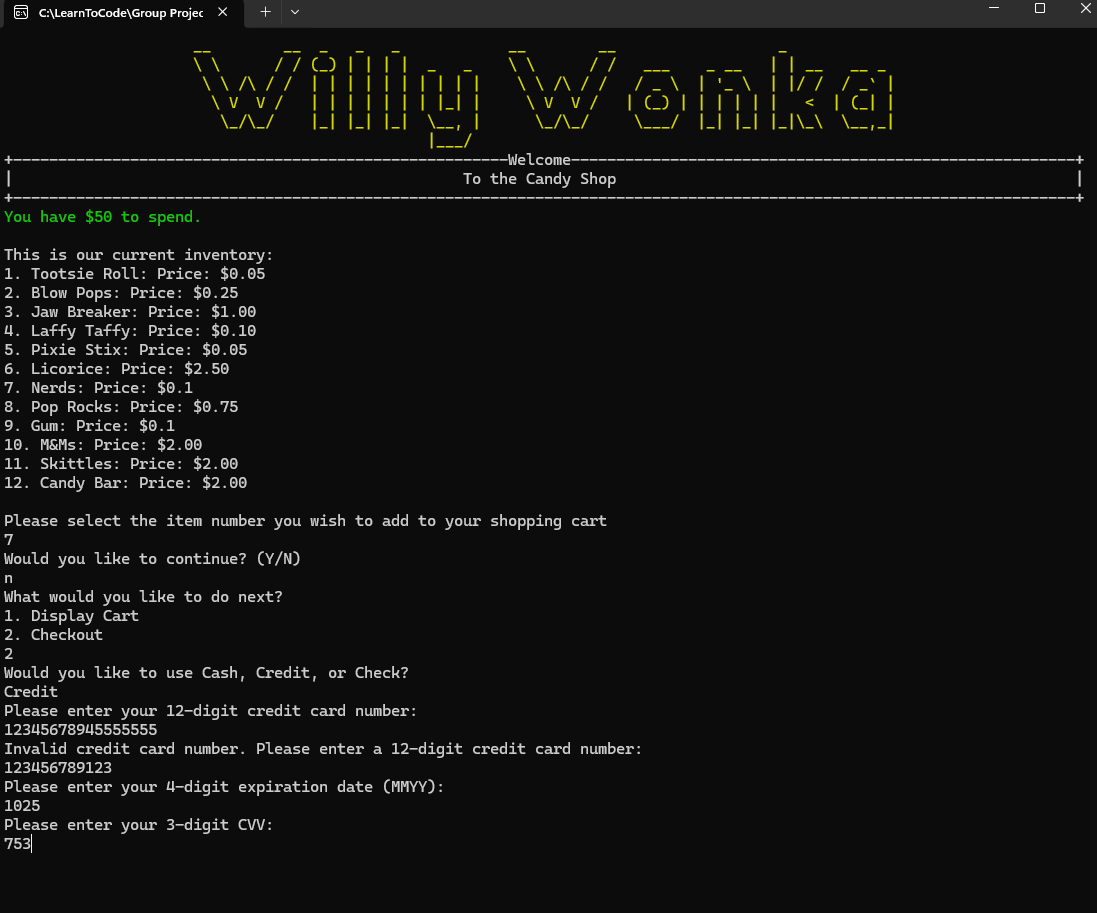 C:\LearnToCode\Group Projec
Willy Wonka
Welcome
To the Candy Shop
You have $50 to spend.
This is our current inventory:
1. Tootsie Roll: Price: $0.05
2. Blow Pops: Price: $0.25
3. Jaw Breaker: Price: $1.00
4. Laffy Taffy: Price: $0.10
5. Pixie Stix: Price: $0.05
6. Licorice: Price: $2.50
7. Nerds: Price: $0.1
8. Pop Rocks: Price: $0.75
9. Gum: Price: $0.1
10. M&Ms: Price: $2.00
11. Skittles: Price: $2.00
12. Candy Bar: Price: $2.00
Please select the item number you wish to add to your shopping cart
7
Would you like to continue? (Y/N)
n
What would you like to do next?
1. Display Cart
2. Checkout
2
Would you like to use Cash, Credit, or Check?
Credit
Please enter your 12-digit credit card number:
12345678945555555
Invalid credit card number. Please enter a 12-digit credit card number:
123456789123
Please enter your 4-digit expiration date (MMYY):
1025
Please enter your 3-digit CVV:
753